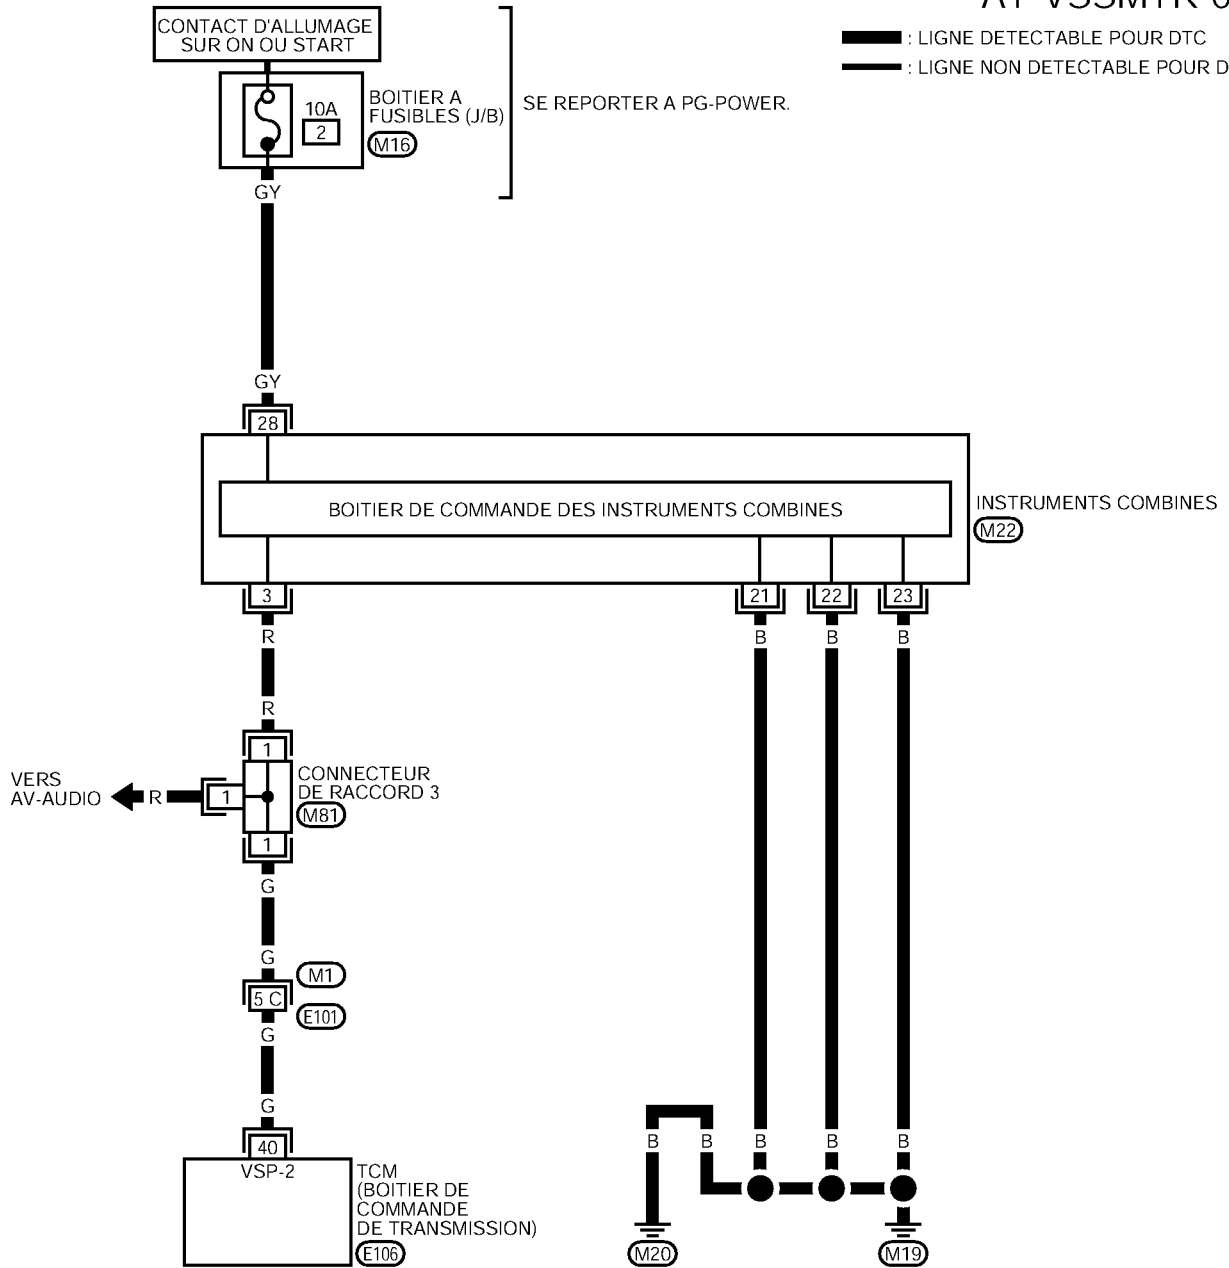 AT-VSSMTR-0
: LIGNE DETECTABLE POUR DTC
: LIGNE NON DETECTABLE POUR D
CONTACT D'ALLUMAGE
SUR ON OU START
10A
2
BOITIER A
FUSIBLES (J/B)
M16
SE REPORTER A PG-POWER.
GY
GY
28
BOITIER DE COMMANDE DES INSTRUMENTS COMBINES
INSTRUMENTS COMBINES
M22
3
21
22
23
R
B
B
B
R
1
VERS
AV-AUDIO
R
1
CONNECTEUR
DE RACCORD 3
M81
1
G
G
M1
5 C
E101
G
G
40
VSP-2
TCM
(BOITIER DE
COMMANDE
DE TRANSMISSION)
E106
B
B
B
B
B
M20
M19